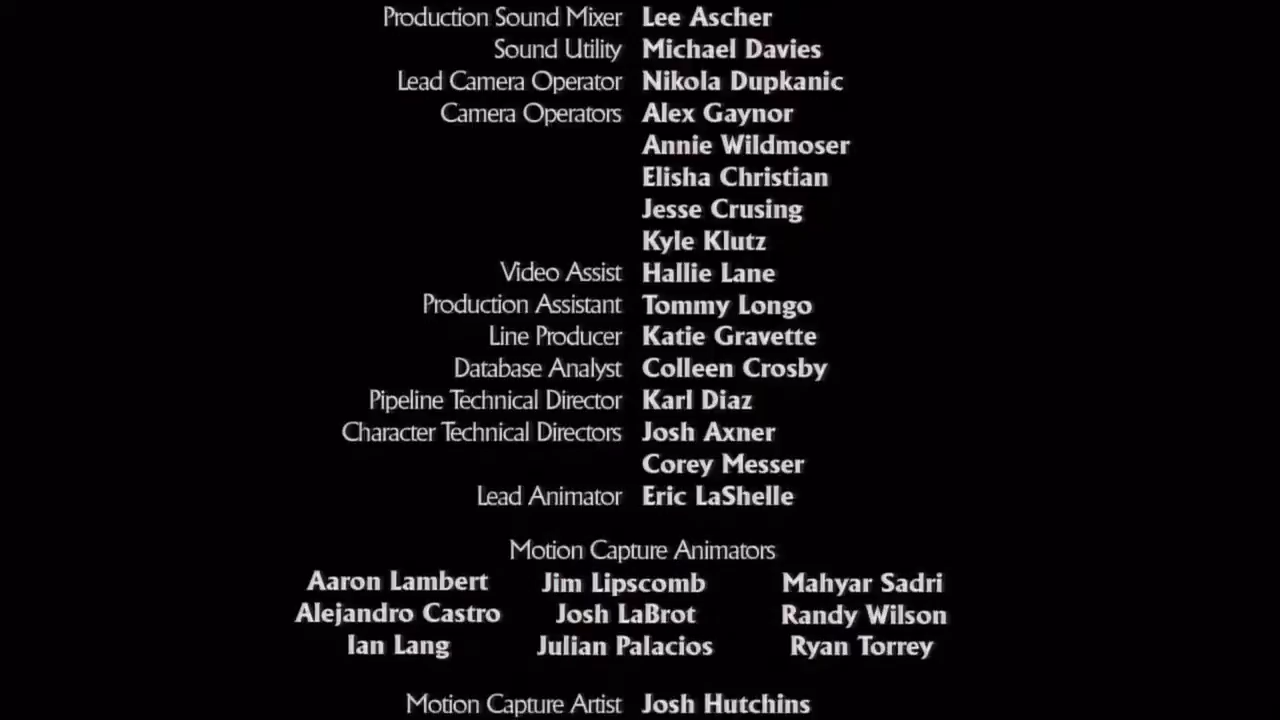 Production Sound Mixer Lee Ascher
Sound Utility Michael Davies
Lead Camera Operator Nikola Dupkanic
Camera Operators Alex Gaynor
Annie Wildmoser
Elisha Christian
Jesse Crusing
Kyle Klutz
Video Assist Hallie Lane
Production Assistant Tommy Longo
Line Producer Katie Gravette
Database Analyst Colleen Crosby
Pipeline Technical Director Karl Diaz
Character Technical Directors Josh Axner
Corey Messer
Lead Animator Eric LaShelle
Motion Capture Animators
Aaron Lambert Jim Lipscomb Mahyar Sadri
Alejandro Castro Josh LaBrot Randy Wilson
Ian Lang Julian Palacios Ryan Torrey
Motion Capture Artist Josh Hutchins